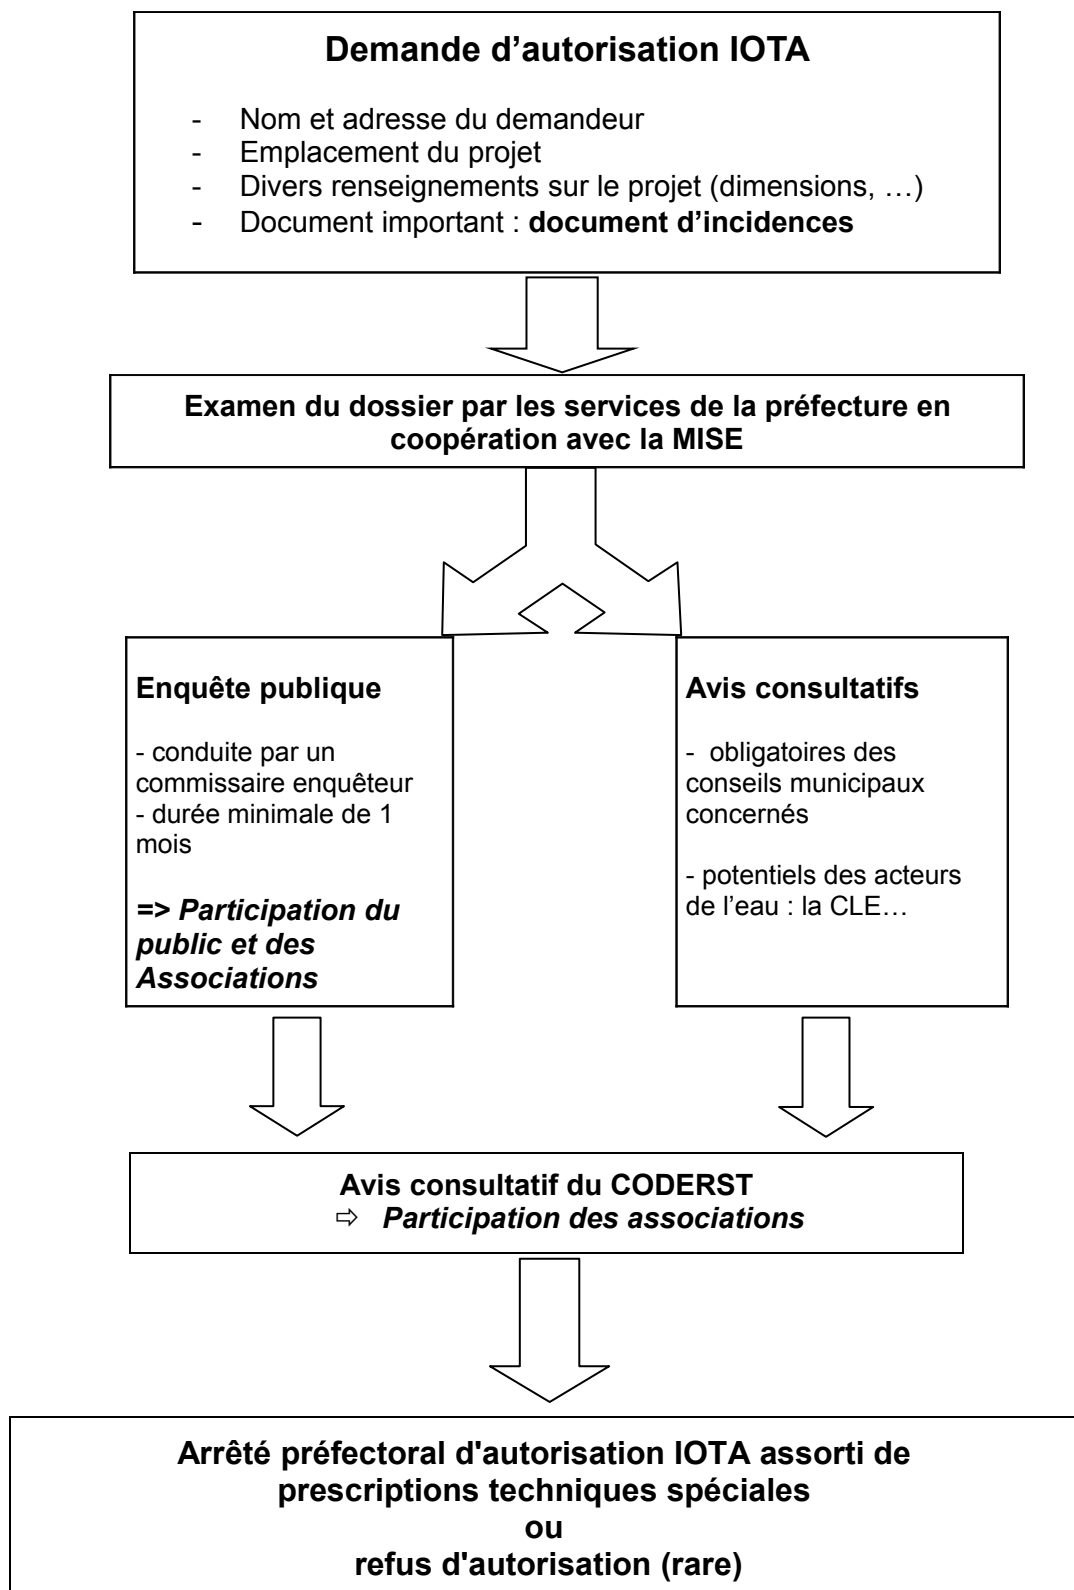 Demande d’autorisation IOTA
- Nom et adresse du demandeur
- Emplacement du projet
- Divers renseignements sur le projet (dimensions, …)
- Document important : document d’incidences
Examen du dossier par les services de la préfecture en
coopération avec la MISE
Enquête publique
- conduite par un
commissaire enquêteur
- durée minimale de 1
mois
=> Participation du
public et des
Associations
Avis consultatifs
- obligatoires des
conseils municipaux
concernés
- potentiels des acteurs
de l’eau : la CLE…
Avis consultatif du CODERST
⇨ Participation des associations
Arrêté préfectoral d'autorisation IOTA assorti de
prescriptions techniques spéciales
ou
refus d'autorisation (rare)